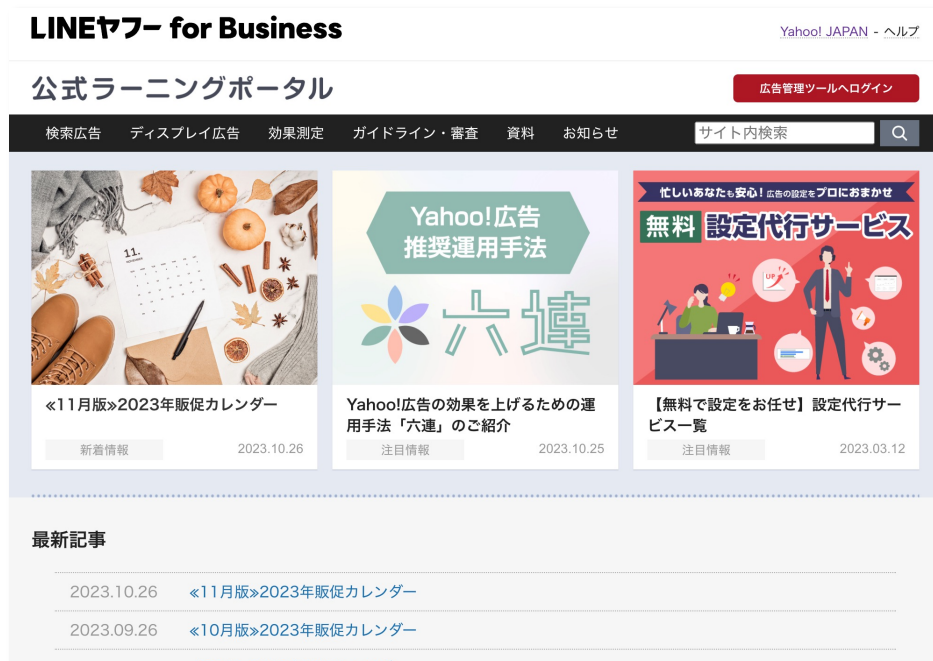 LINEヤフー for Business
Yahoo! JAPAN - ヘルプ
公式ラーニングポータル
広告管理ツールへログイン
検索広告 ディスプレイ広告 効果測定 ガイドライン・審査 資料 お知らせ サイト内検索
11.
Yahoo!広告
推奨運用手法
六連
忙しいあなたも安心!広告の設定をプロにおまかせ
無料 設定代行サービス
UP
≪11月版≫2023年販促カレンダー
新着情報 2023.10.26
Yahoo!広告の効果を上げるための運
用手法「六連」のご紹介
注目情報 2023.10.25
【無料で設定をお任せ】設定代行サー
ビス一覧
注目情報 2023.03.12
最新記事
2023.10.26 ≪11月版≫2023年販促カレンダー
2023.09.26 ≪10月版≫2023年販促カレンダー